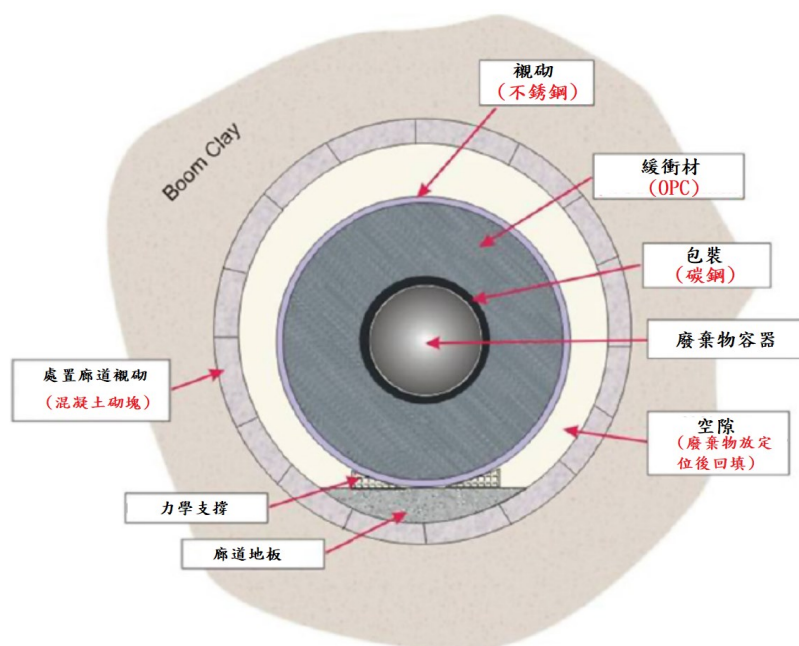 Boom Clay
襯砌
(不銹鋼)
緩衝材
(OPC)
包裝
(碳鋼)
廢棄物容器
處置廊道襯砌
(混凝土砌塊)
空隙
(廢棄物放定
位後回填)
力學支撐
廊道地板